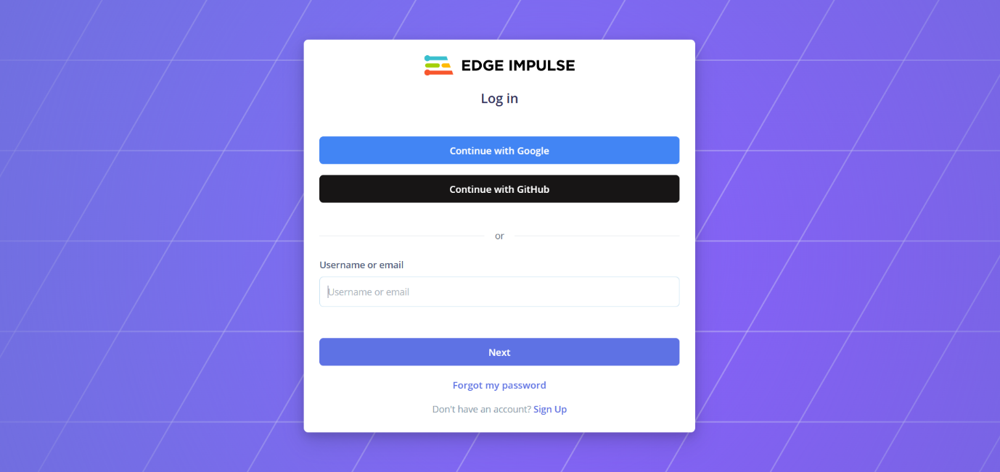 EDGE IMPULSE
Log in
Continue with Google
Continue with GitHub
or
Username or email
Username or email
Next
Forgot my password
Don't have an account? Sign Up